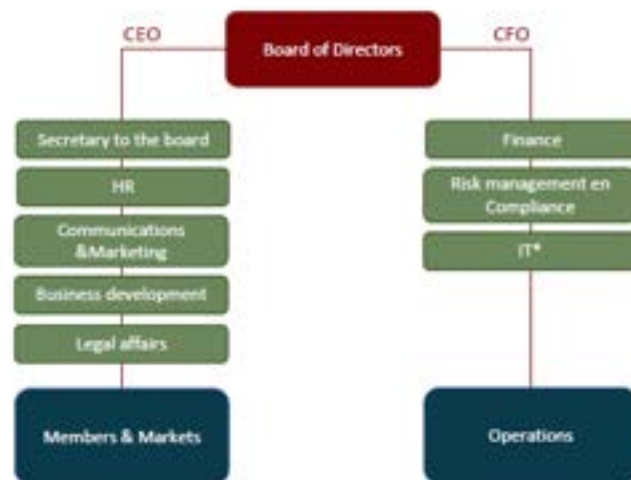 CEO
Board of Directors
CFO
Secretary to the board
HR
Communications
&Marketing
Business development
Legal affairs
Members & Markets
Finance
Risk management en
Compliance
IT*
Operations